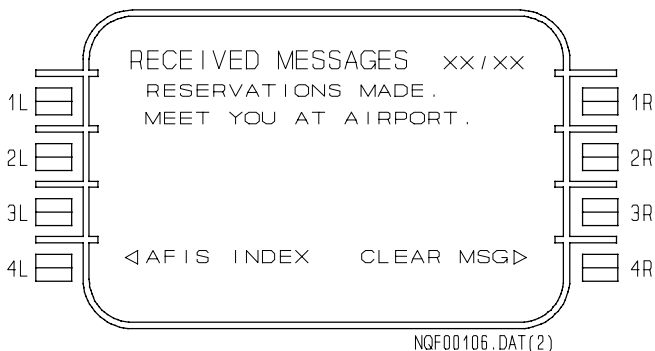 RECEIVED MESSAGES XX/XX
RESERVATIONS MADE.
1L 1R
MEET YOU AT AIRPORT.
2L 2R
3L 3R
◁AFIS INDEX CLEAR MSG▷
4L 4R
NQF00106.DAT(2)